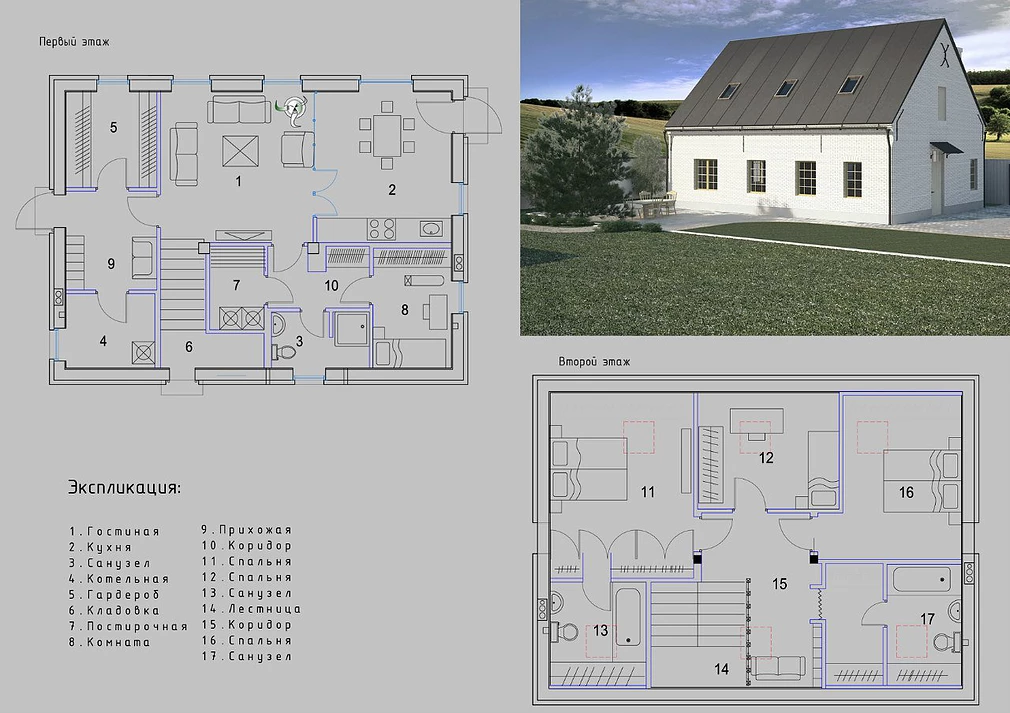 Первый этаж
5
1
2
9
7
10
8
4
6
3
Второй этаж
12
11
16
15
13
17
14
Экспликация:
1.Гостиная
2.Кухня
3.Санузел
4.Котельная
5.Гардероб
6.Кладовка
7.Постирочная
8.Комната
9.Прихожая
10.Коридор
11.Спальня
12.Спальня
13.Санузел
14.Лестница
15.Коридор
16.Спальня
17.Санузел